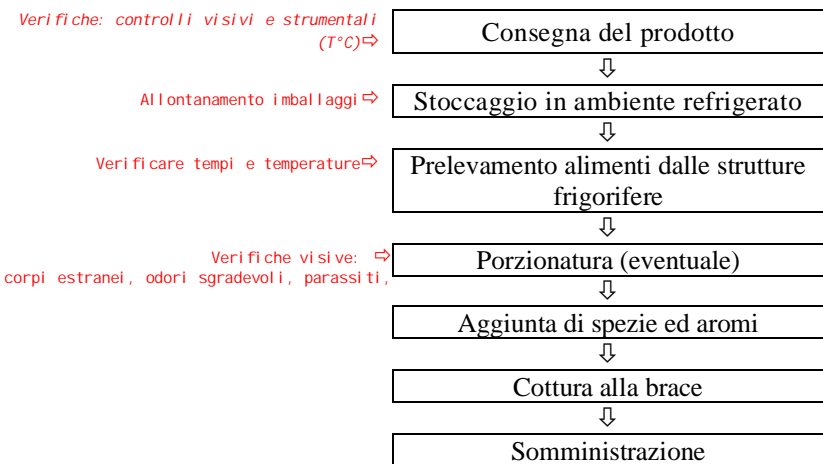 Verifiche: controlli visivi e strumentali
(T°C)⇨
Consegna del prodotto
⇩
Allontanamento imballaggi ⇨
Stoccaggio in ambiente refrigerato
⇩
Verificare tempi e temperature⇨
Prelevamento alimenti dalle strutture
frigorifere
⇩
Verifiche visive: ⇨
corpi estranei, odori sgradevoli, parassiti,
Porzionatura (eventuale)
⇩
Aggiunta di spezie ed aromi
⇩
Cottura alla brace
⇩
Somministrazione